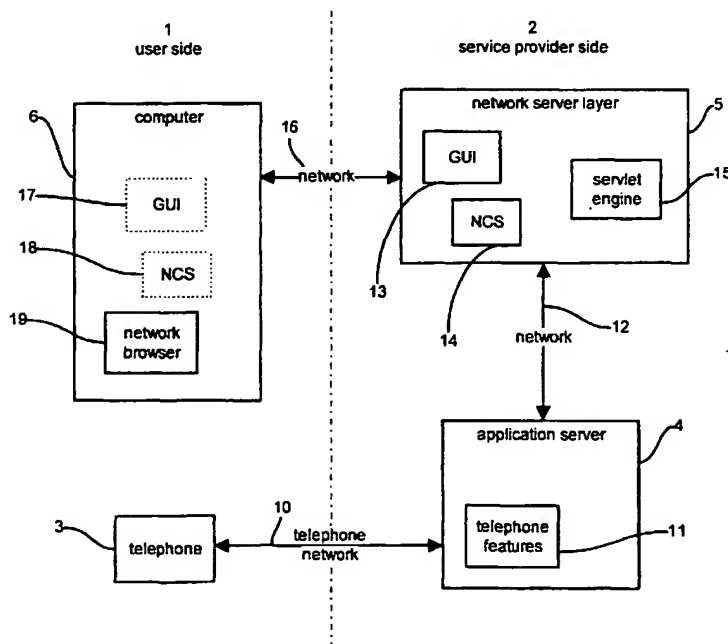 1
user side
2
service provider side
6
computer
17
GUI
18
NCS
19
network
browser
16
network
network server layer
5
GUI
servlet
engine
15
NCS
13
14
12
network
application server
4
telephone
features
11
3
telephone
10
telephone
network